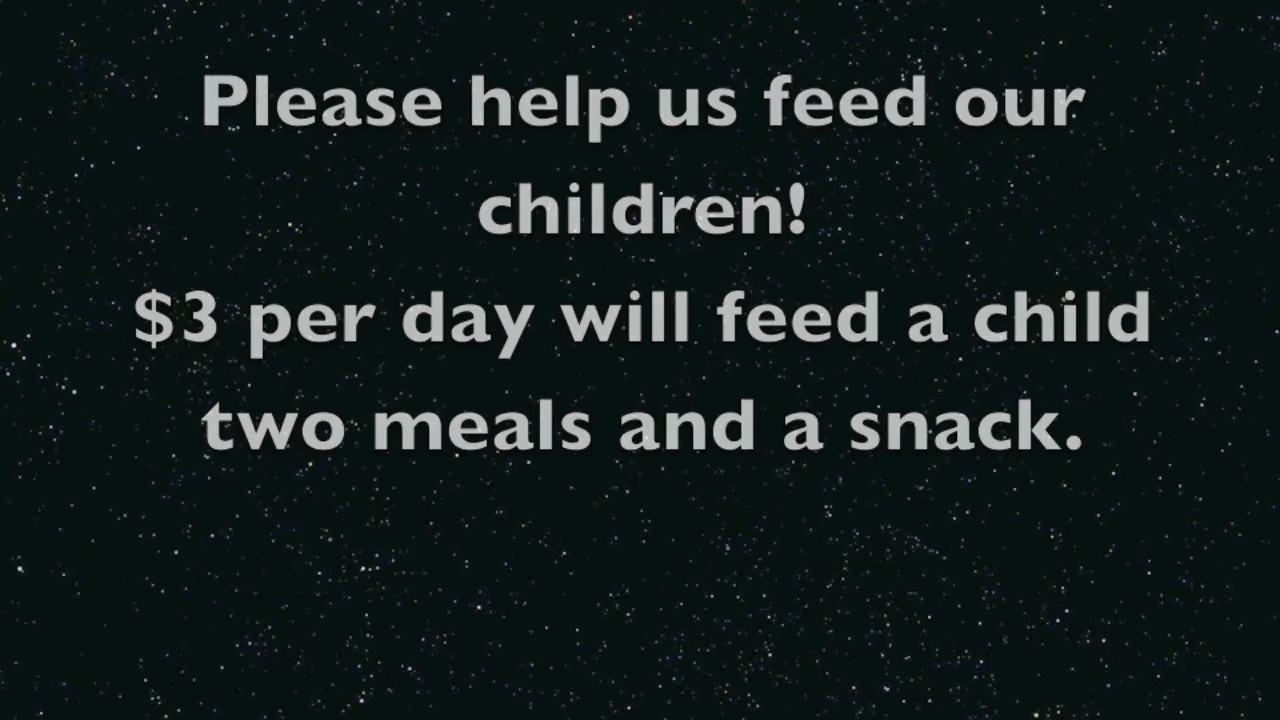 Please help us feed our
children!
$3 per day will feed a child
two meals and a snack.